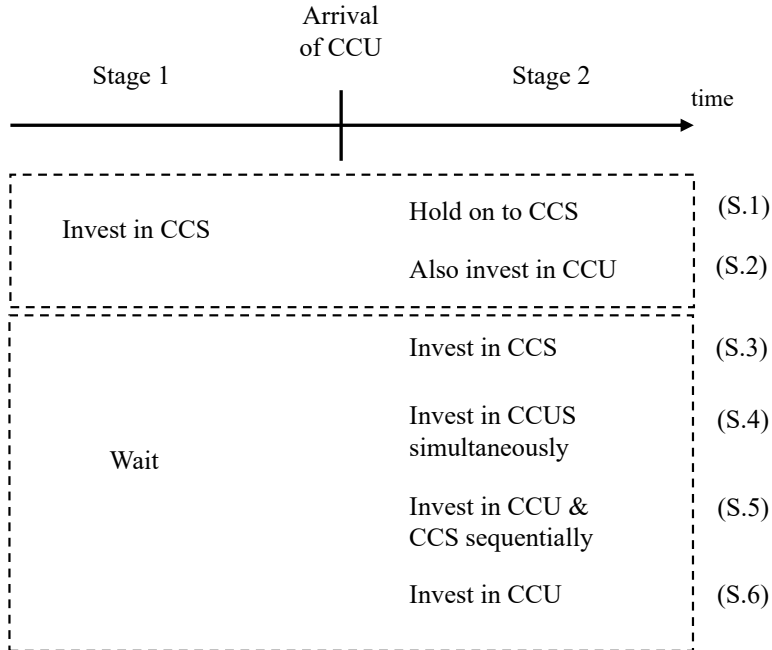 Arrival
of CCU
Stage 1
Stage 2
time
Invest in CCS
Hold on to CCS
(S.1)
Also invest in CCU
(S.2)
Invest in CCS
(S.3)
Wait
Invest in CCUS
simultaneously
(S.4)
Invest in CCU &
CCS sequentially
(S.5)
Invest in CCU
(S.6)